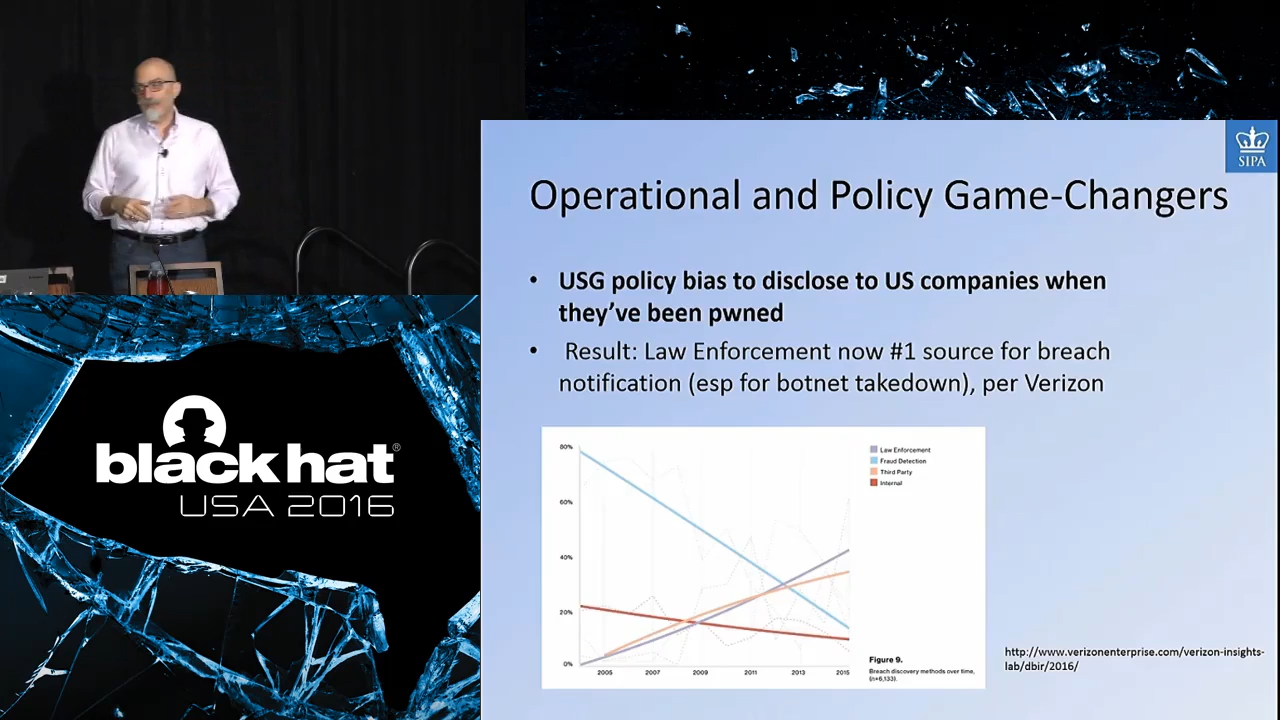 SIPA
Operational and Policy Game-Changers
• USG policy bias to disclose to US companies when
they've been pwned
• Result: Law Enforcement now #1 source for breach
notification (esp for botnet takedown), per Verizon
80%
60%
40%
20%
0%
2005 2007 2009 2011 2013 2015
Law Enforcement
Fraud Detection
Third Party
Internal
Figure 9.
Breach discovery methods over time,
(n=6,133).
http://www.verizonenterprise.com/verizon-insights-
lab/dbir/2016/
black hat®
USA 2016